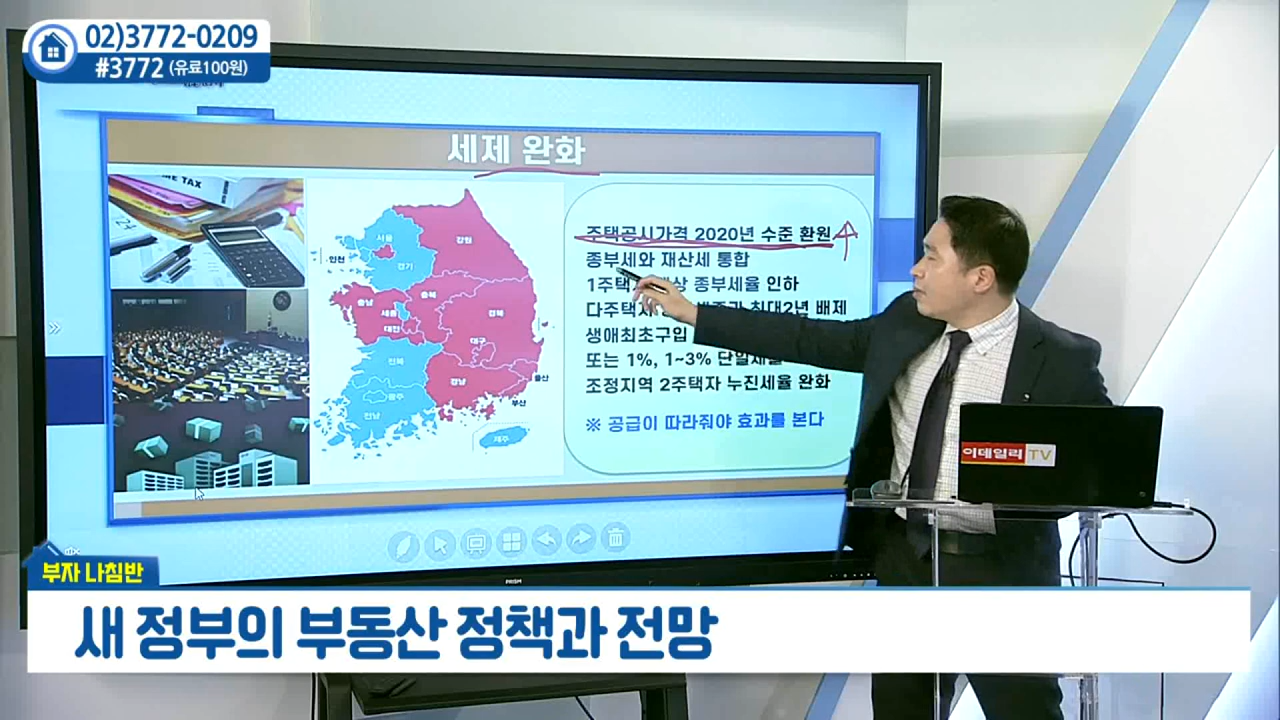 02)3772-0209
#3772 (유료100원)
세제 완화
ME TAX
서울
강원
인천
경기
충북
충남
세종
경북
대전
대구
전북
울산
경남
광주
부산
전남
제주
주택공시가격 2020년 수준 환원
종부세와 재산세 통합
1주택 상 종부세율 인하
다주택자 최대2년 배제
생애최초구입
또는 1%, 1~3% 단일세율
조정지역 2주택자 누진세율 완화
※ 공급이 따라줘야 효과를 본다
이데일리TV
PRISM
부자 나침반
새 정부의 부동산 정책과 전망